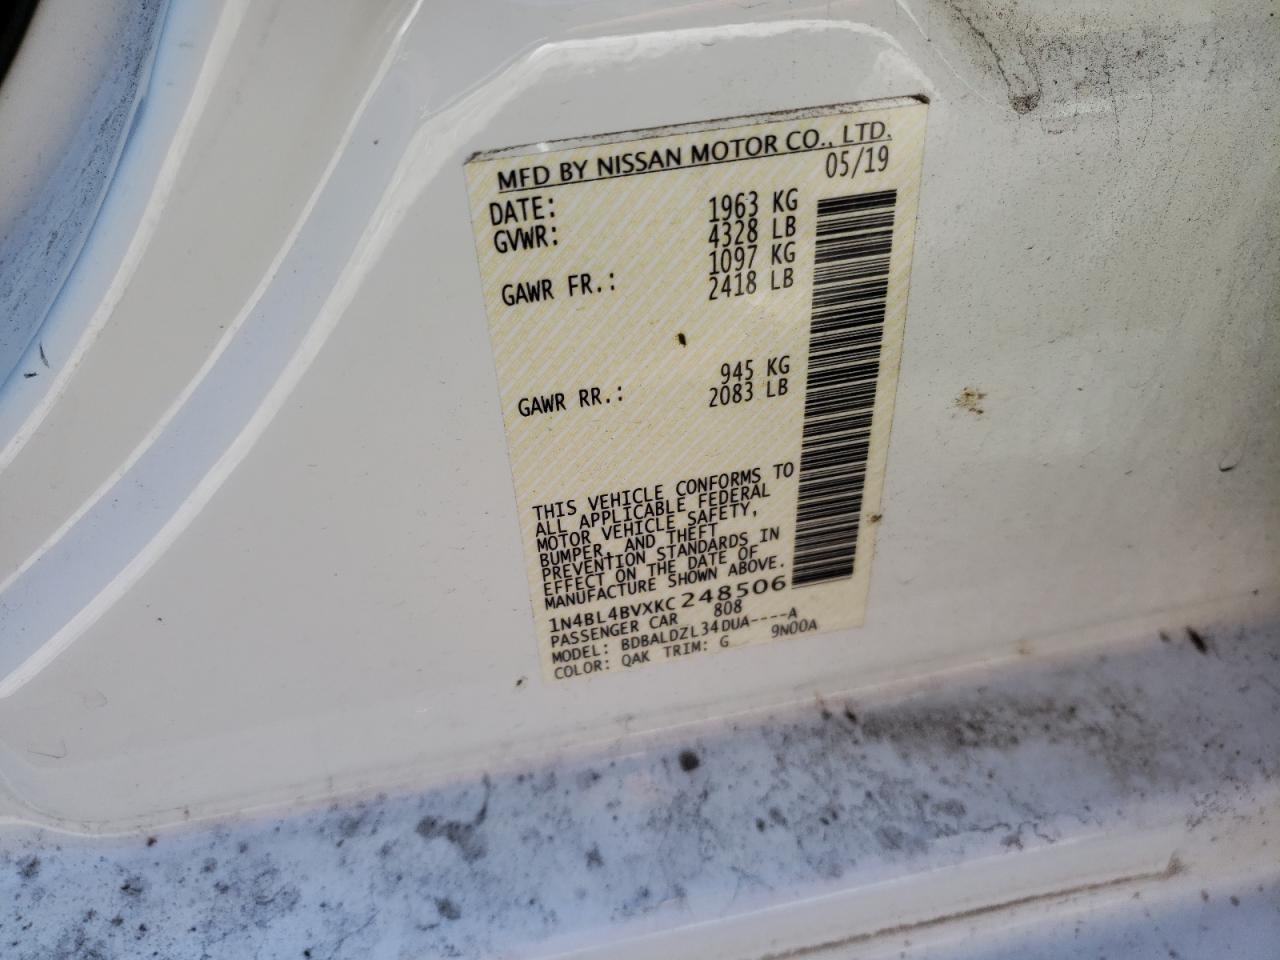 MFD BY NISSAN MOTOR CO., LTD.
DATE: 05/19
GVWR: 1963 KG
4328 LB
GAWR FR.: 1097 KG
2418 LB
GAWR RR.: 945 KG
2083 LB
THIS VEHICLE CONFORMS TO
ALL APPLICABLE FEDERAL
MOTOR VEHICLE SAFETY,
BUMPER, AND THEFT
PREVENTION STANDARDS IN
EFFECT ON THE DATE OF
MANUFACTURE SHOWN ABOVE.
1N4BL4BVXKC248506
PASSENGER CAR 808
MODEL: BDBALDZL34DUA----A
COLOR: QAK TRIM: G 9N00A